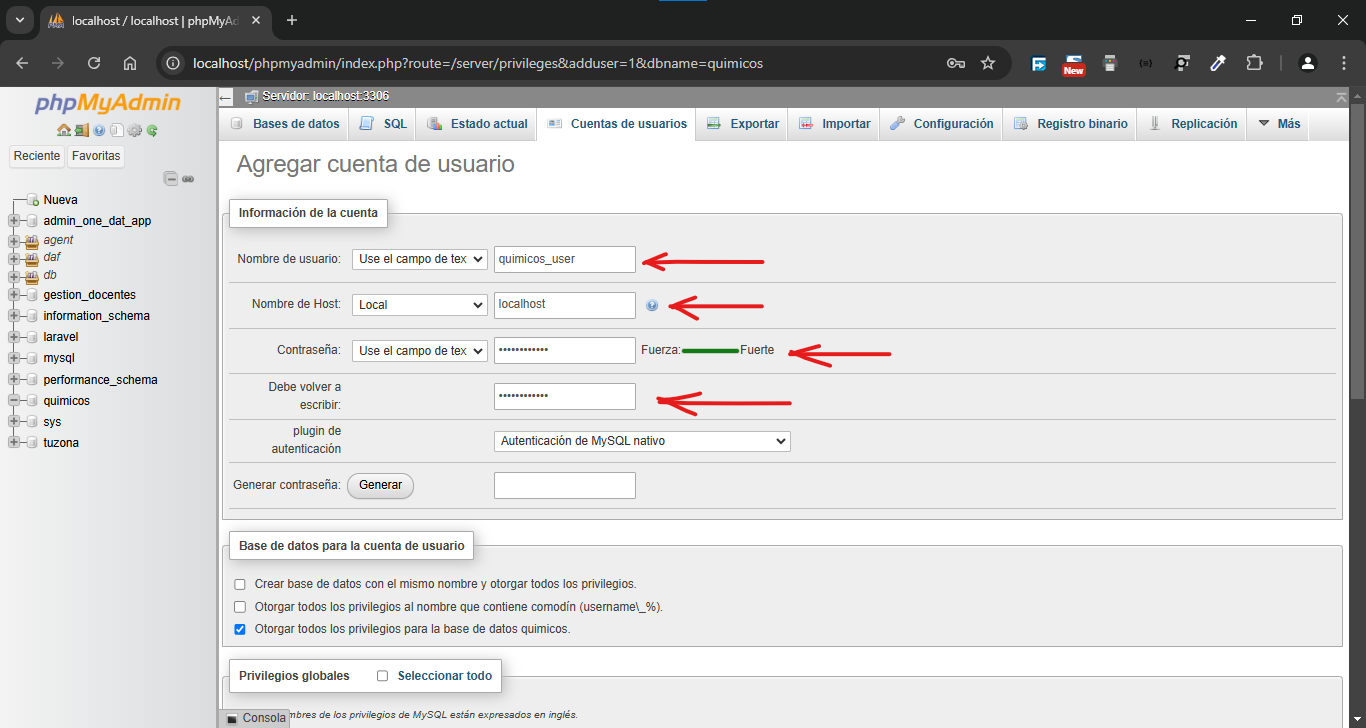 localhost / localhost | phpMyAd
localhost/phpmyadmin/index.php?route=/server/privileges&adduser=1&dbname=quimicos
New
phpMyAdmin
Reciente Favoritas
Nueva
admin_one_dat_app
agent
daf
db
gestion_docentes
information_schema
laravel
mysql
performance_schema
quimicos
sys
tuzona
Servidor: localhost:3306
Bases de datos SQL Estado actual Cuentas de usuarios Exportar Importar Configuración Registro binario Replicación Más
Agregar cuenta de usuario
Información de la cuenta
Nombre de usuario: Use el campo de tex quimicos_user
Nombre de Host: Local localhost
Contraseña: Use el campo de tex •••••••••••• Fuerza: Fuerte
Debe volver a
escribir: ••••••••••••
plugin de
autenticación Autenticación de MySQL nativo
Generar contraseña: Generar
Base de datos para la cuenta de usuario
Crear base de datos con el mismo nombre y otorgar todos los privilegios.
Otorgar todos los privilegios al nombre que contiene comodín (username\_%).
Otorgar todos los privilegios para la base de datos quimicos.
Privilegios globales Seleccionar todo
mbres de los privilegios de MySQL están expresados en inglés.
Consola